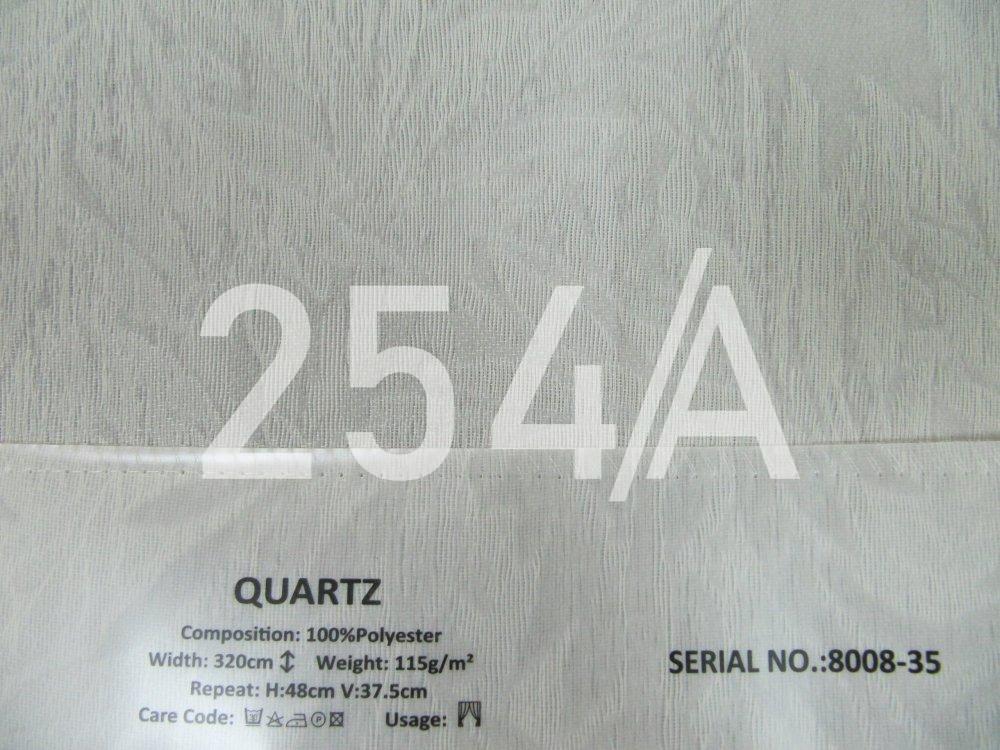 254/A
QUARTZ
Composition: 100%Polyester
Width: 320cm Weight: 115g/m²
Repeat: H:48cm V:37.5cm
Care Code: Usage:
SERIAL NO.:8008-35